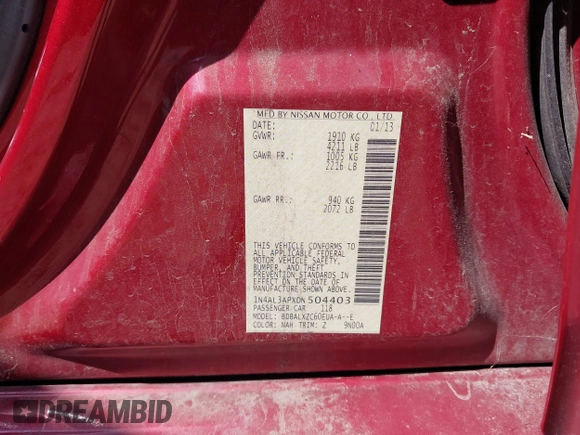 MFD BY NISSAN MOTOR CO., LTD.
DATE: 01/13
GVWR: 1910 KG
4211 LB
GAWR FR.: 1005 KG
2216 LB
GAWR RR.: 940 KG
2072 LB
THIS VEHICLE CONFORMS TO
ALL APPLICABLE FEDERAL
MOTOR VEHICLE SAFETY,
BUMPER, AND THEFT
PREVENTION STANDARDS IN
EFFECT ON THE DATE OF
MANUFACTURE SHOWN ABOVE.
1N4AL3APXDN504403
PASSENGER CAR 118
MODEL: BDBALXZC60EUA-A--E
COLOR: NAH TRIM: Z 9N00A
DREAMBID